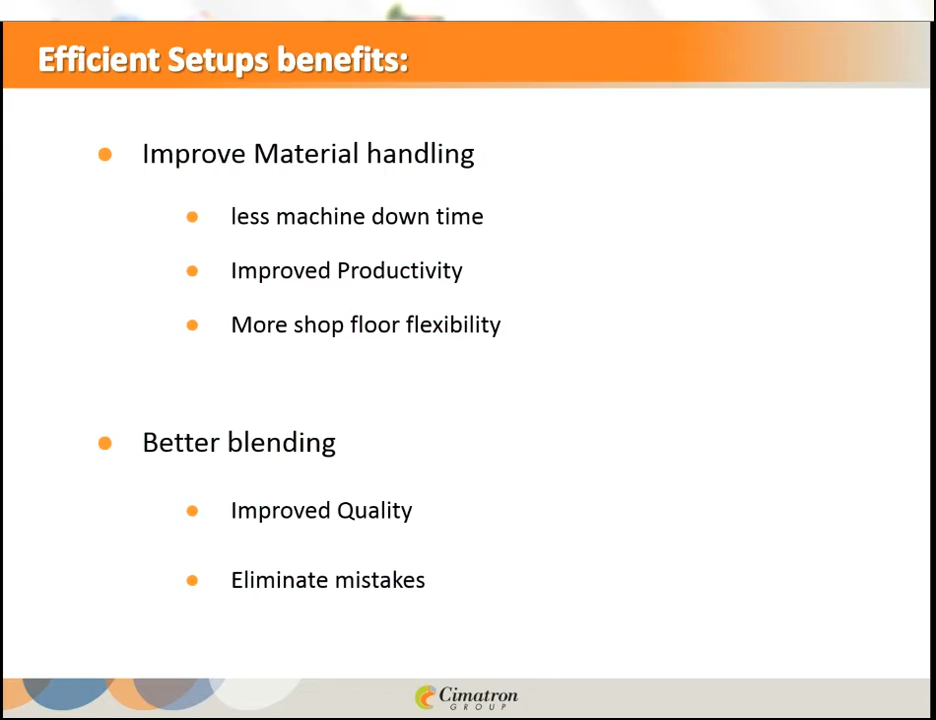 Efficient Setups benefits:
Improve Material handling
less machine down time
Improved Productivity
More shop floor flexibility
Better blending
Improved Quality
Eliminate mistakes
Cimatron
GROUP